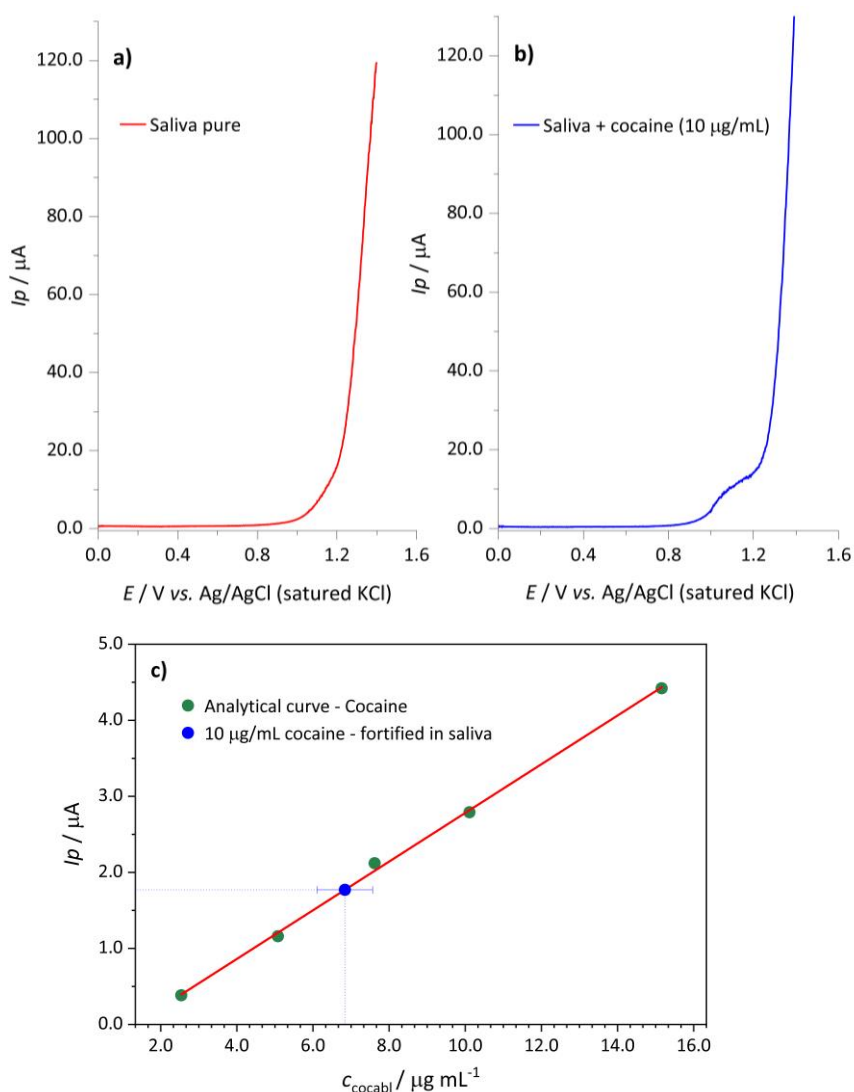 a)
Saliva pure
120.0
100.0
80.0
60.0
40.0
20.0
0.0
Ip / μA
0.0 0.4 0.8 1.2 1.6
E / V vs. Ag/AgCl (satured KCl)
b)
Saliva + cocaine (10 μg/mL)
120.0
100.0
80.0
60.0
40.0
20.0
0.0
Ip / μA
0.0 0.4 0.8 1.2 1.6
E / V vs. Ag/AgCl (satured KCl)
c)
Analytical curve - Cocaine
10 μg/mL cocaine - fortified in saliva
5.0
4.0
3.0
2.0
1.0
0.0
Ip / μA
2.0 4.0 6.0 8.0 10.0 12.0 14.0 16.0
c cocabl / μg mL⁻¹